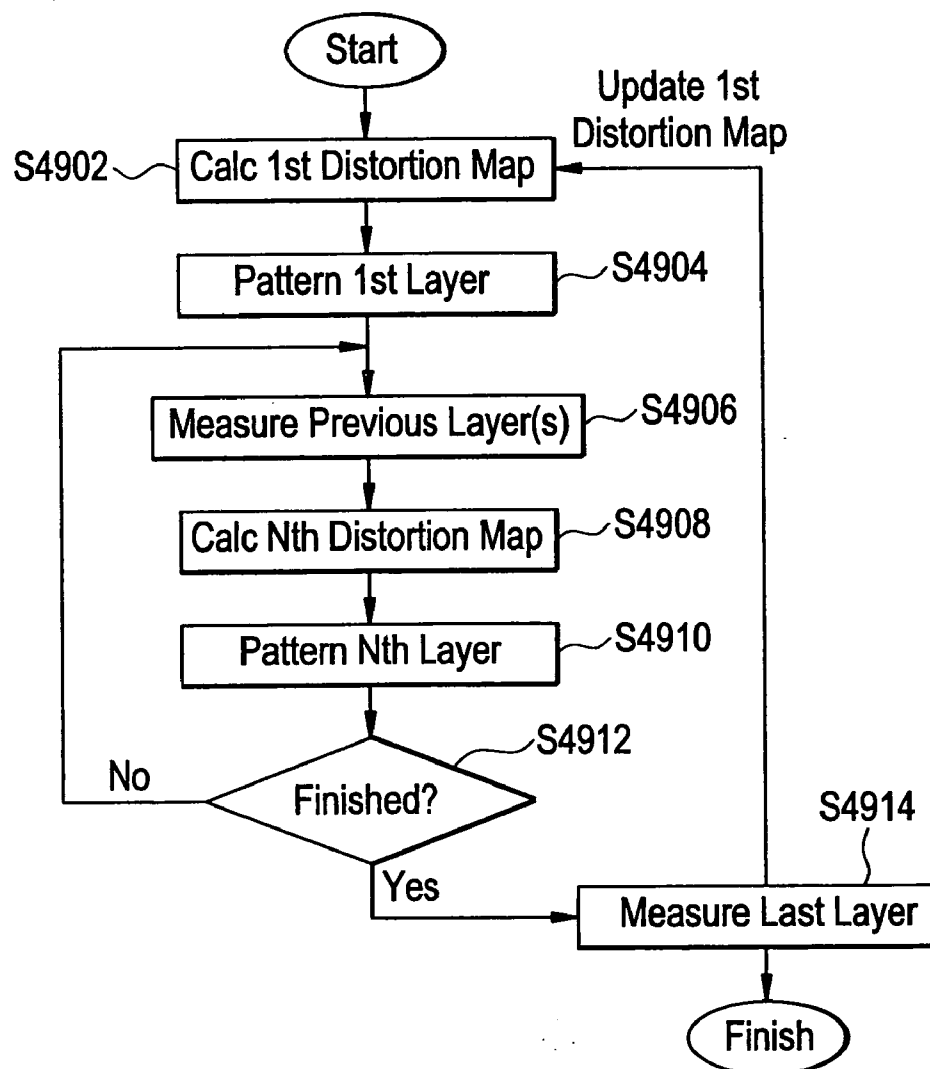 Start
Update 1st
Distortion Map
S4902
Calc 1st Distortion Map
Pattern 1st Layer
S4904
Measure Previous Layer(s)
S4906
Calc Nth Distortion Map
S4908
Pattern Nth Layer
S4910
S4912
No
Finished?
Yes
S4914
Measure Last Layer
Finish